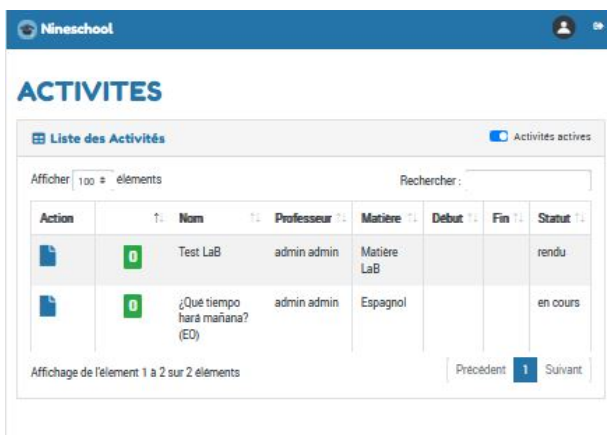 Nineschool
ACTIVITES
Liste des Activités
Activités actives
Afficher 100 éléments
Rechercher :
Action Nom Professeur Matière Début Fin Statut
0 Test LaB admin admin Matière rendu
LaB
0 ¿Qué tiempo admin admin Espagnol en cours
hará mañana?
(EO)
Affichage de l'élement 1 à 2 sur 2 éléments
Précédent 1 Suivant